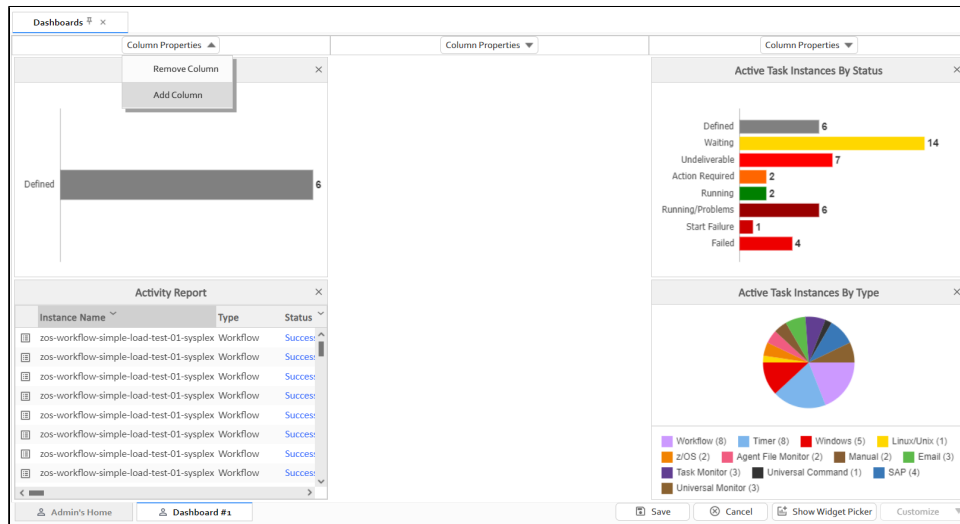 Dashboards
Column Properties
Column Properties
Column Properties
Remove Column
Add Column
Defined
6
Activity Report
Instance Name
Type
Status
zos-workflow-simple-load-test-01-sysplex Workflow Success
zos-workflow-simple-load-test-01-sysplex Workflow Success
zos-workflow-simple-load-test-01-sysplex Workflow Success
zos-workflow-simple-load-test-01-sysplex Workflow Success
zos-workflow-simple-load-test-01-sysplex Workflow Success
zos-workflow-simple-load-test-01-sysplex Workflow Success
zos-workflow-simple-load-test-01-sysplex Workflow Success
zos-workflow-simple-load-test-01-sysplex Workflow Success
Active Task Instances By Status
Defined 6
Waiting 14
Undeliverable 7
Action Required 2
Running 2
Running/Problems 6
Start Failure 1
Failed 4
Active Task Instances By Type
Workflow (8) Timer (8) Windows (5) Linux/Unix (1)
z/OS (2) Agent File Monitor (2) Manual (2) Email (3)
Task Monitor (3) Universal Command (1) SAP (4)
Universal Monitor (3)
Admin's Home
Dashboard #1
Save
Cancel
Show Widget Picker
Customize